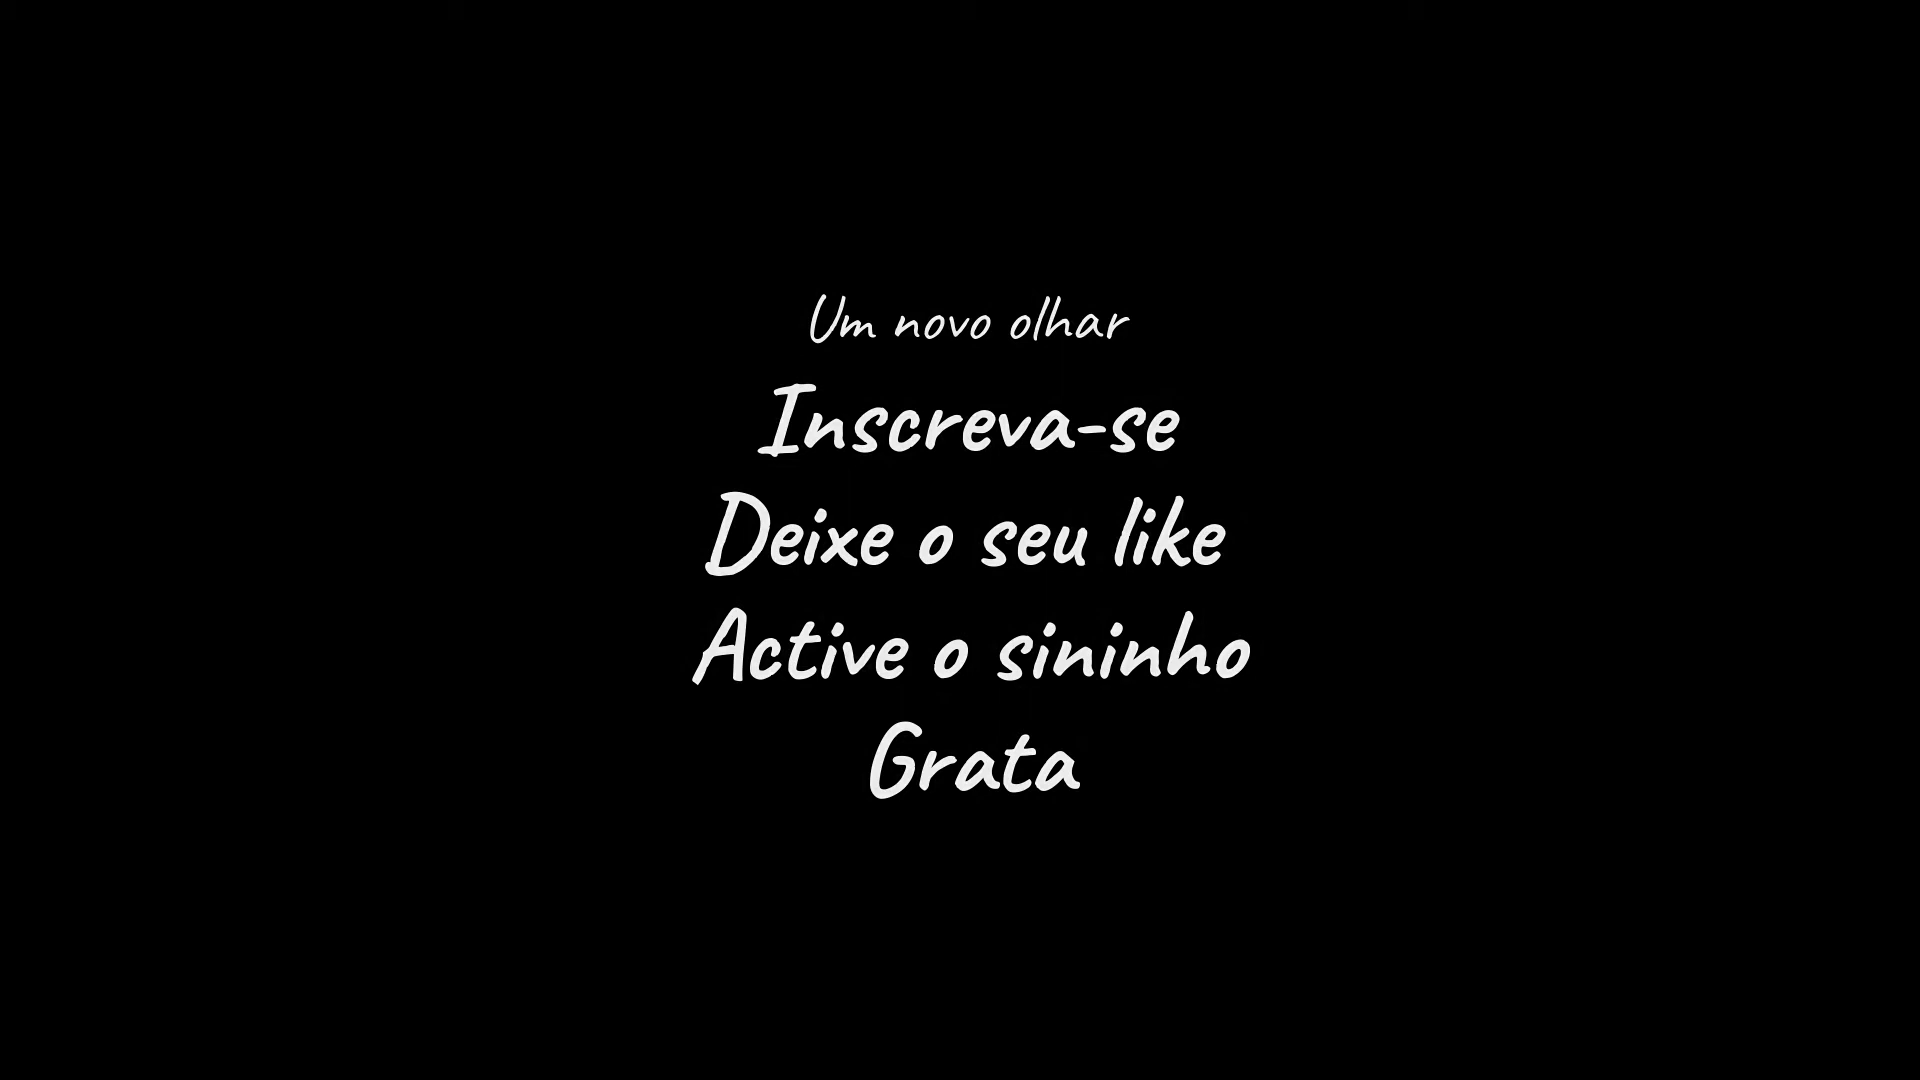 Um novo olhar
Inscreva-se
Deixe o seu like
Active o sininho
Grata